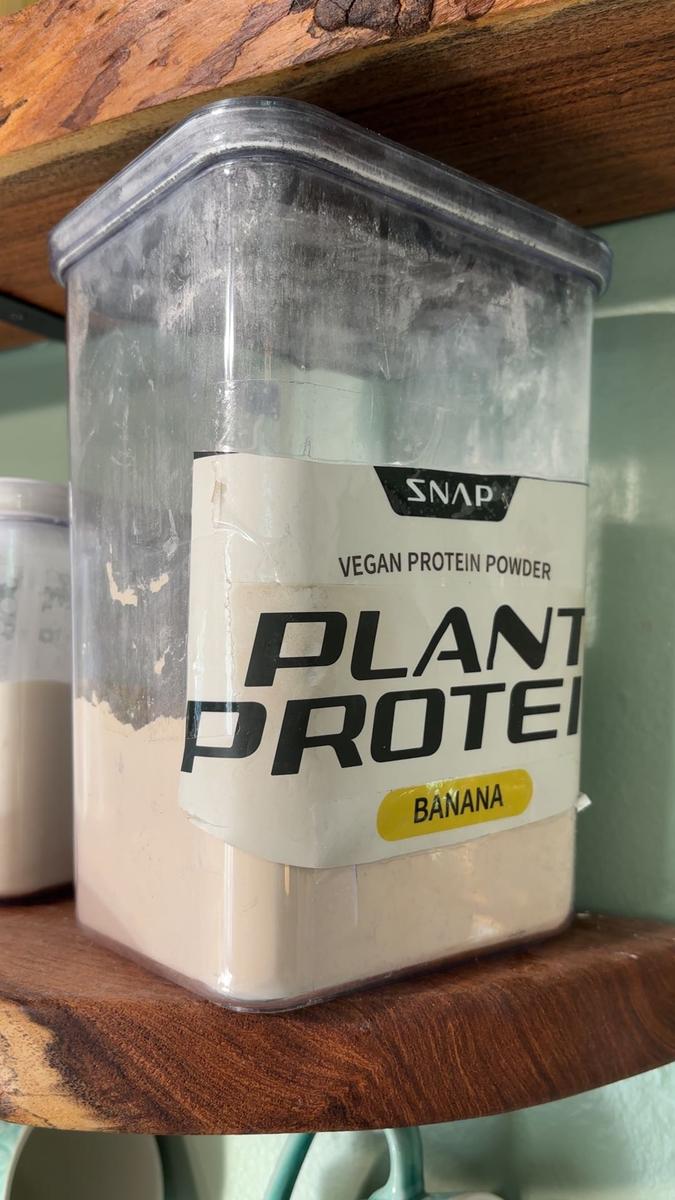 SNAP
VEGAN PROTEIN POWDER
PLANT
PROTEI
BANANA